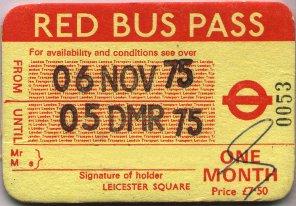 RED BUS PASS
For availability and conditions see over
FROM 06 NOV 75
UNTIL 05 DMR 75
0053
Mr
M s
Signature of holder
LEICESTER SQUARE
ONE
MONTH
Price £7·50